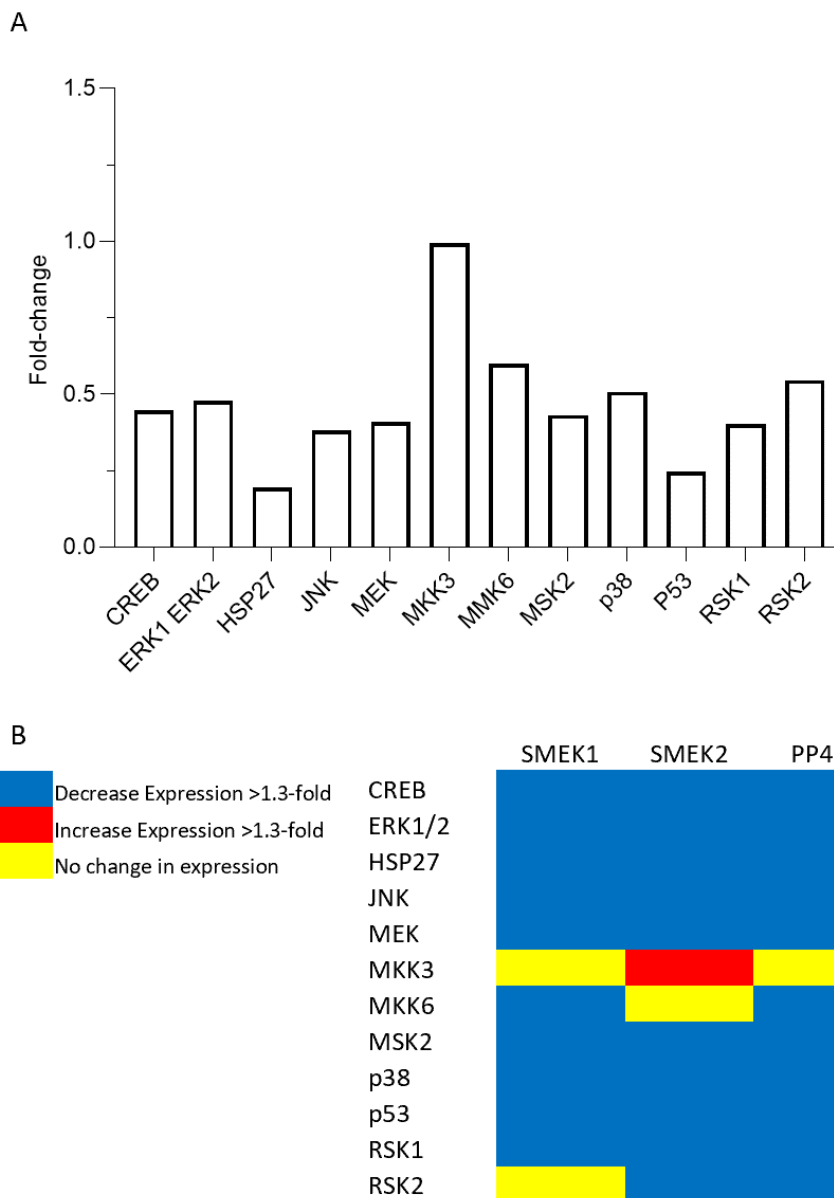 A
1.5
1.0
0.5
0.0
Fold-change
CREB
ERK1 ERK2
HSP27
JNK
MEK
MKK3
MMK6
MSK2
p38
P53
RSK1
RSK2
B
SMEK1 SMEK2 PP4
Decrease Expression >1.3-fold
Increase Expression >1.3-fold
No change in expression
CREB
ERK1/2
HSP27
JNK
MEK
MKK3
MKK6
MSK2
p38
p53
RSK1
RSK2